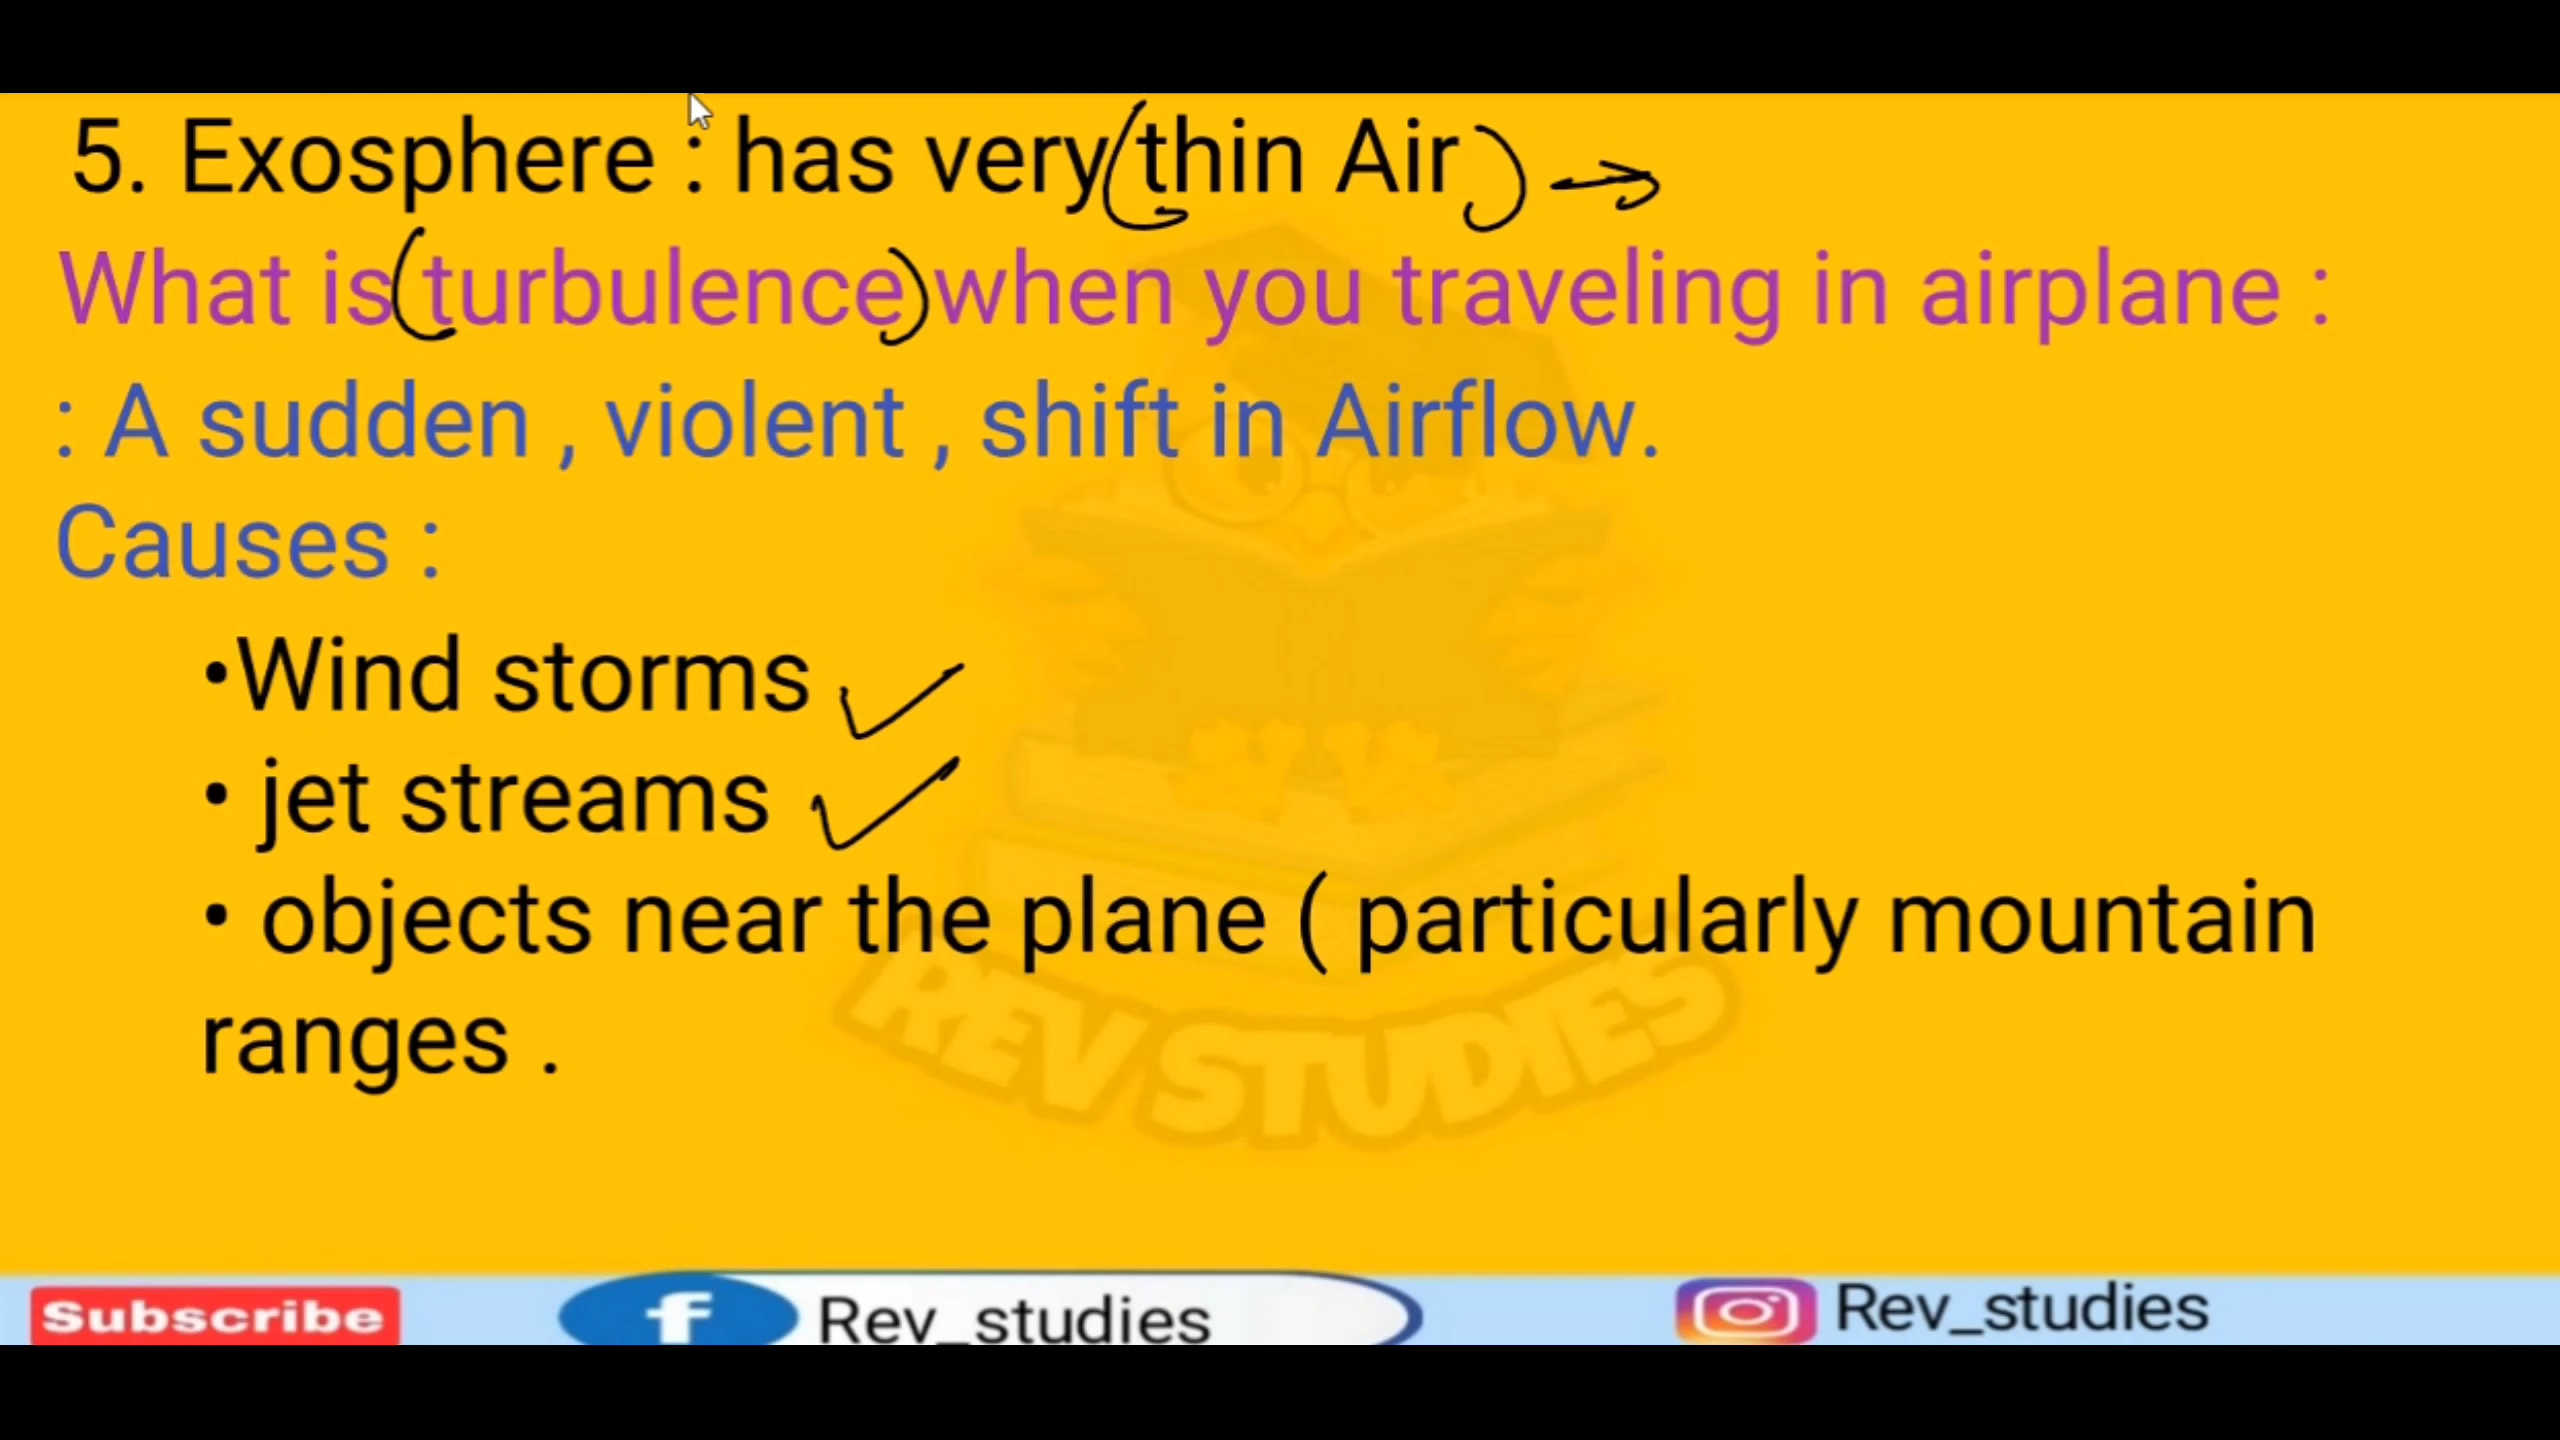 5. Exosphere : has very (thin Air) →
What is (turbulence) when you traveling in airplane :
: A sudden , violent , shift in Airflow.
Causes :
•Wind storms ✓
• jet streams ✓
• objects near the plane ( particularly mountain
ranges .
REV STUDIES
Subscribe
f Rev_studies
Rev_studies